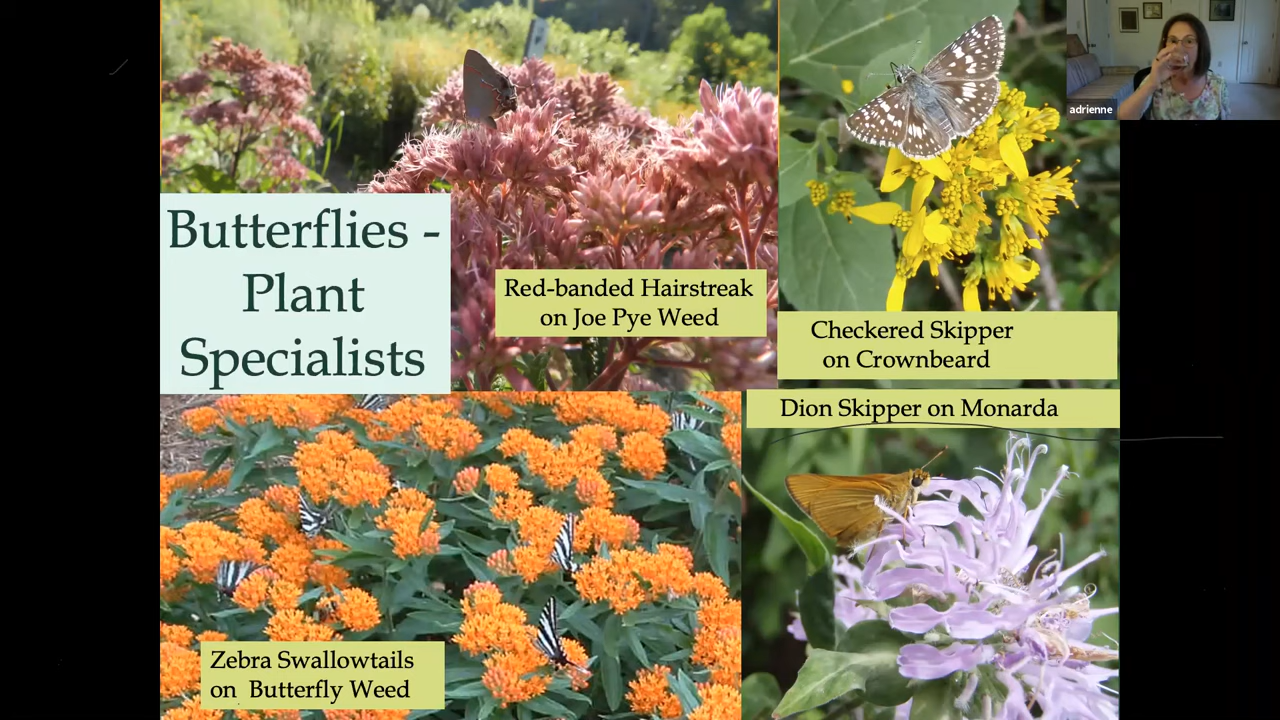 Butterflies -
Plant
Specialists
Red-banded Hairstreak
on Joe Pye Weed
Checkered Skipper
on Crownbeard
Dion Skipper on Monarda
Zebra Swallowtails
on Butterfly Weed
adrienne